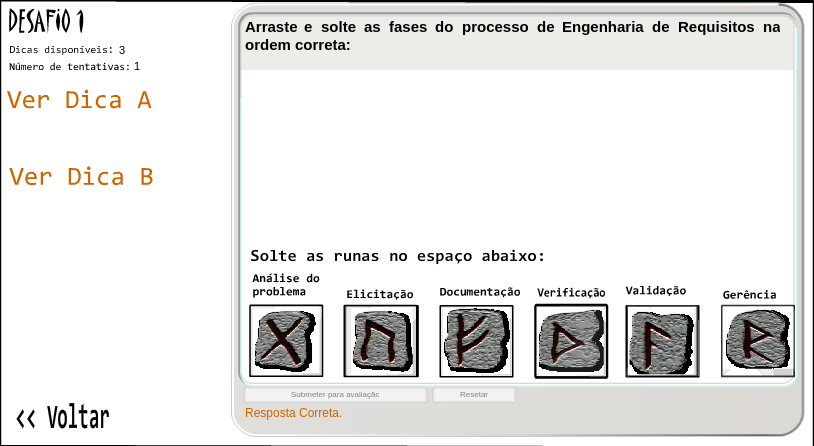 DESAFIO 1
Dicas disponíveis: 3
Número de tentativas: 1
Ver Dica A
Ver Dica B
<< Voltar
Arraste e solte as fases do processo de Engenharia de Requisitos na
ordem correta:
Solte as runas no espaço abaixo:
Análise do
problema
Elicitação
Documentação
Verificação
Validação
Gerência
Submeter para avaliação
Resetar
Resposta Correta.